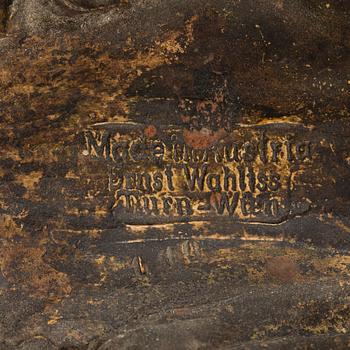 Made in Austria
Ernst Wahliss
Turn-Wien